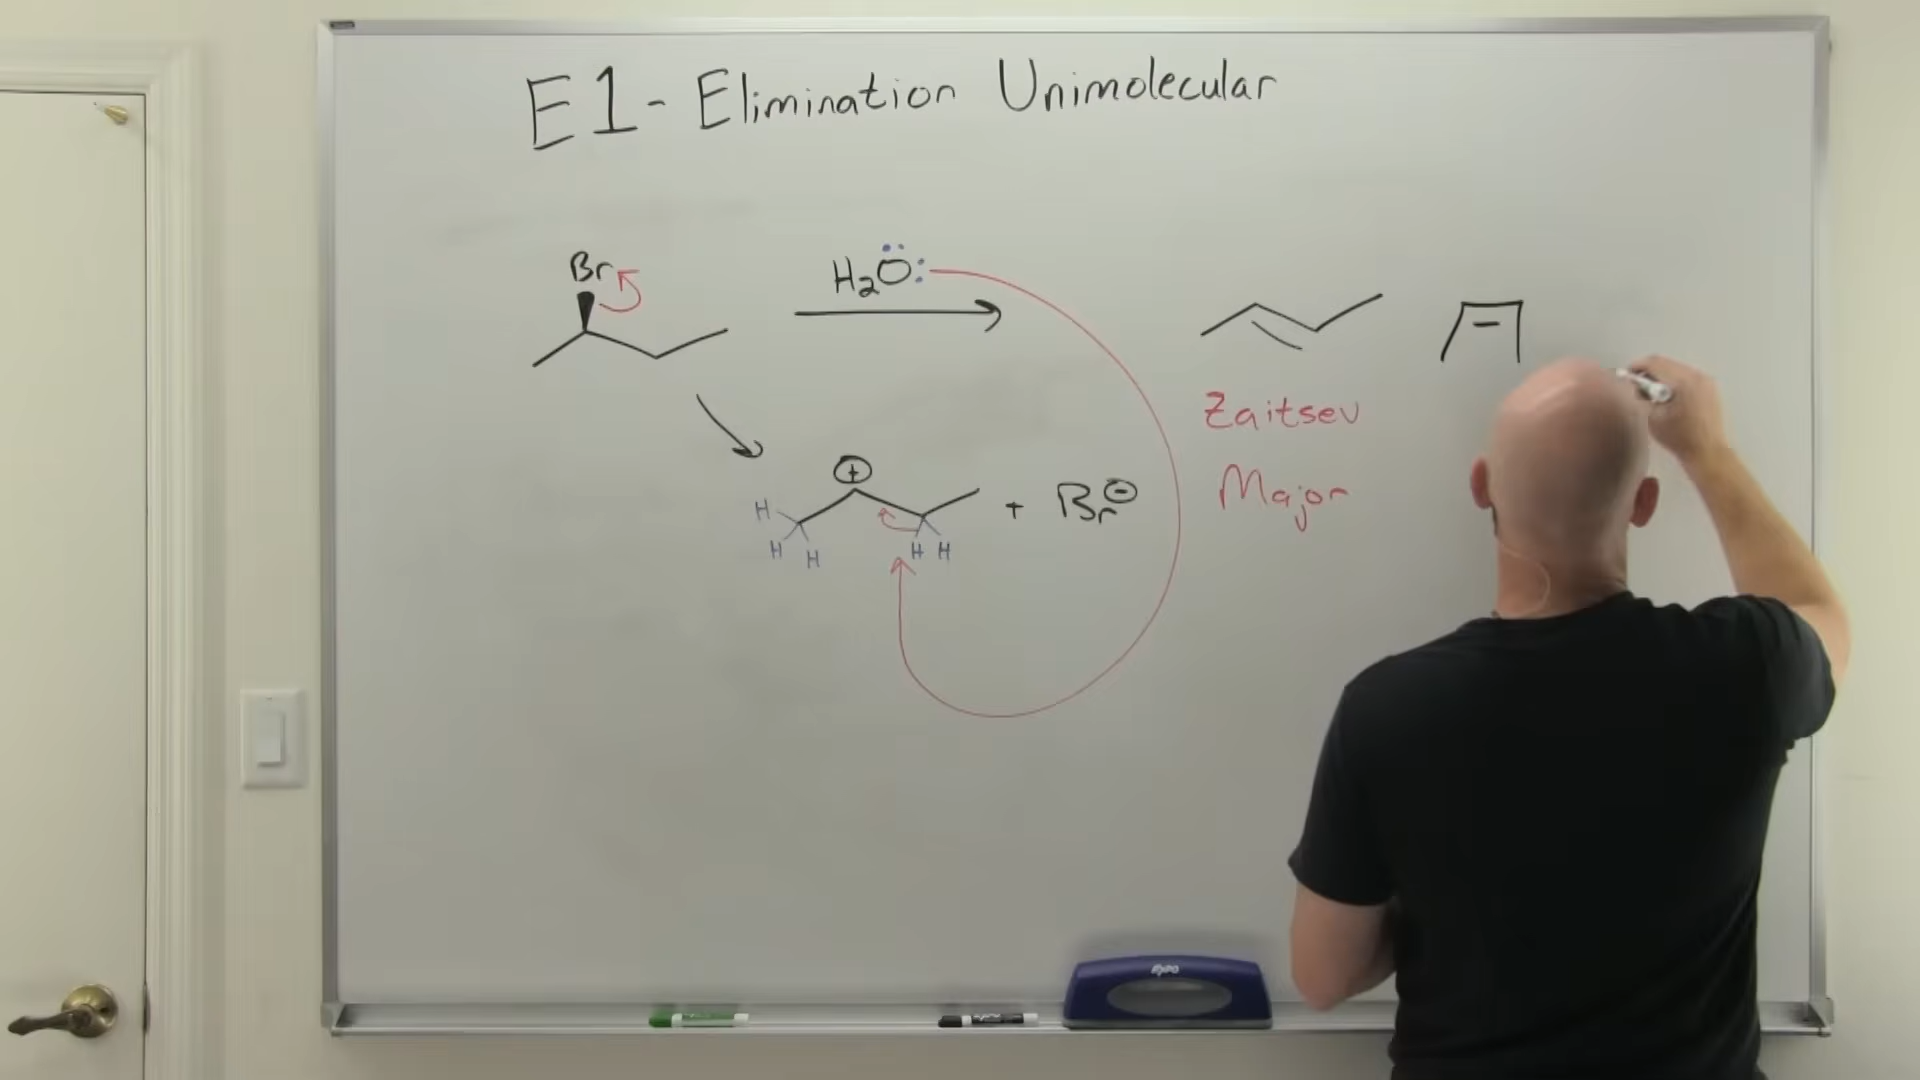 E1 - Elimination Unimolecular
Br
H2O:
Zaitsev
Major
+
+ Br⊖
H
H H
H H
EXPO